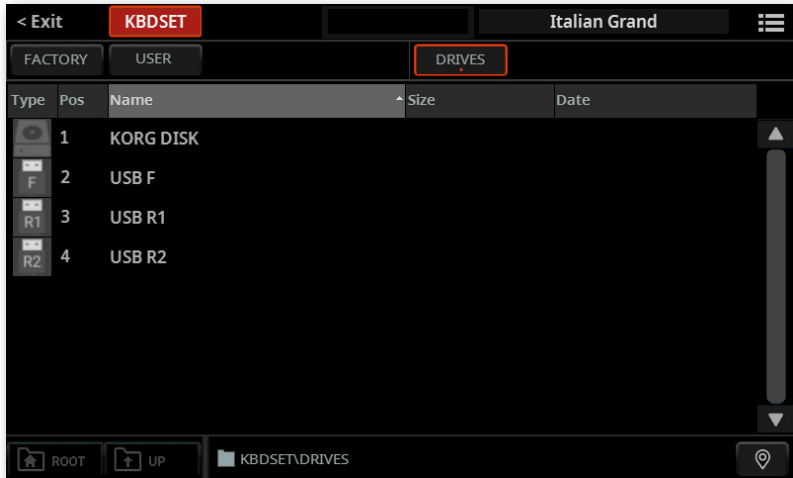 < Exit KBDSET Italian Grand
FACTORY USER DRIVES
Type Pos Name Size Date
1 KORG DISK
F 2 USB F
R1 3 USB R1
R2 4 USB R2
ROOT UP KBDSET\DRIVES